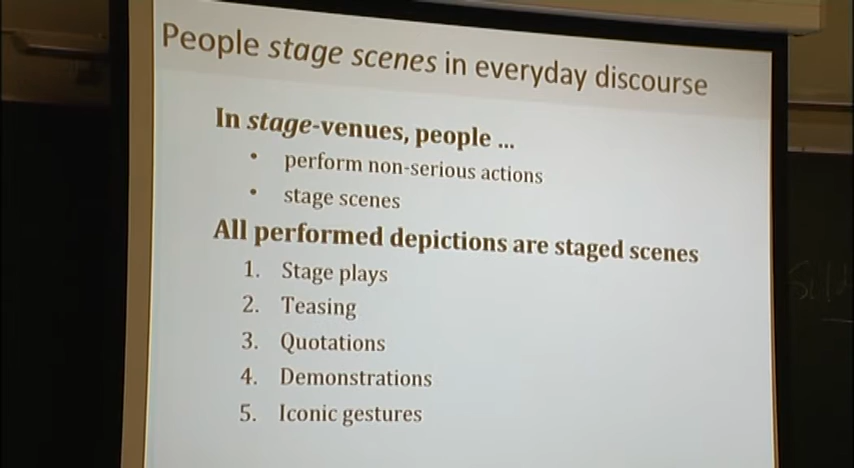 People stage scenes in everyday discourse
In stage-venues, people ...
• perform non-serious actions
• stage scenes
All performed depictions are staged scenes
1. Stage plays
2. Teasing
3. Quotations
4. Demonstrations
5. Iconic gestures